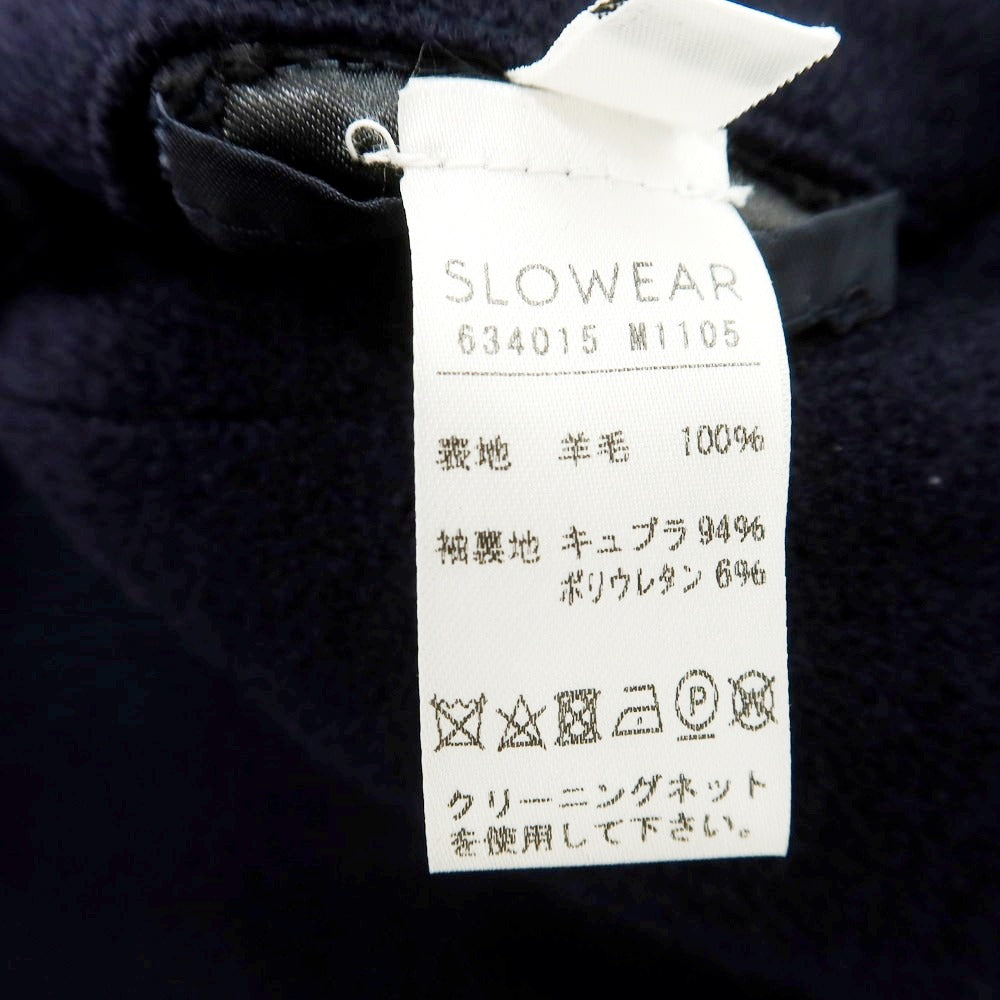 SLOWEAR
634015 M1105
表地 羊毛 100%
袖裏地 キュプラ 94%
ポリウレタン 6%
P W
クリーニングネット
を使用して下さい。